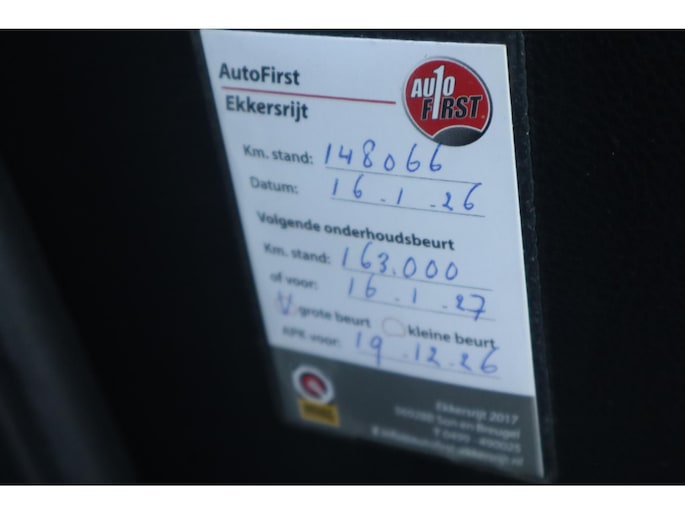 AutoFirst
Ekkersrijt
AUTO
FIRST
Km. stand: 148066
Datum: 16.1.26
Volgende onderhoudsbeurt
Km. stand: 163.000
of voor: 16.1.27
V grote beurt kleine beurt
APK voor: 19.12.26
Ekkersrijt 2017
Son en Breugel